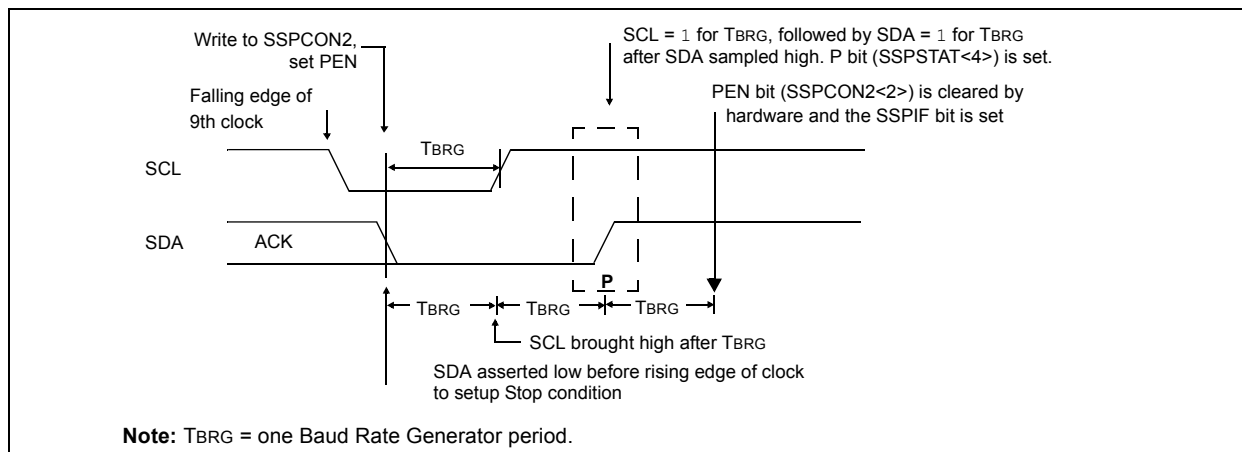 Write to SSPCON2,
set PEN
SCL = 1 for TBRG, followed by SDA = 1 for TBRG
after SDA sampled high. P bit (SSPSTAT<4>) is set.
Falling edge of
9th clock
PEN bit (SSPCON2<2>) is cleared by
hardware and the SSPIF bit is set
TBRG
SCL
SDA
ACK
P
TBRG
TBRG
TBRG
SCL brought high after TBRG
SDA asserted low before rising edge of clock
to setup Stop condition
Note: TBRG = one Baud Rate Generator period.